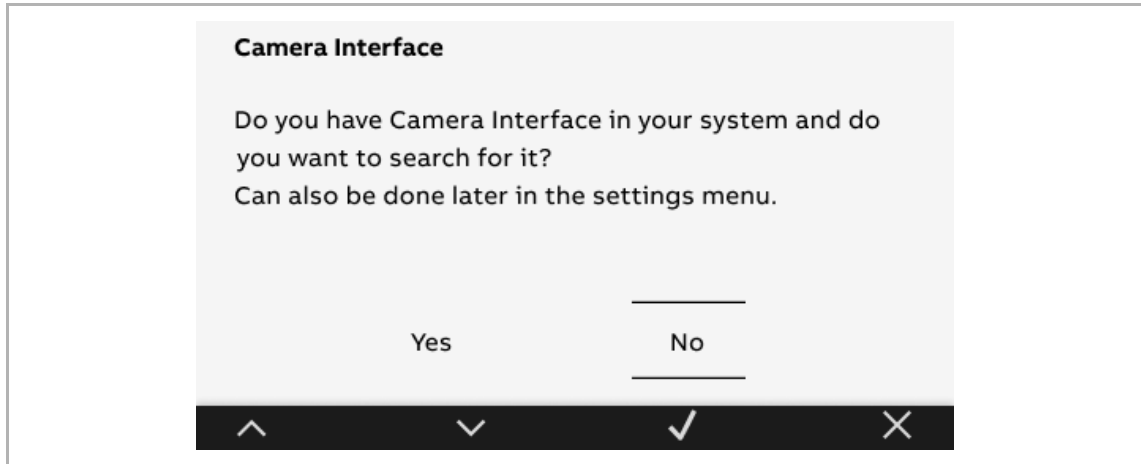 Camera Interface
Do you have Camera Interface in your system and do
you want to search for it?
Can also be done later in the settings menu.
Yes No